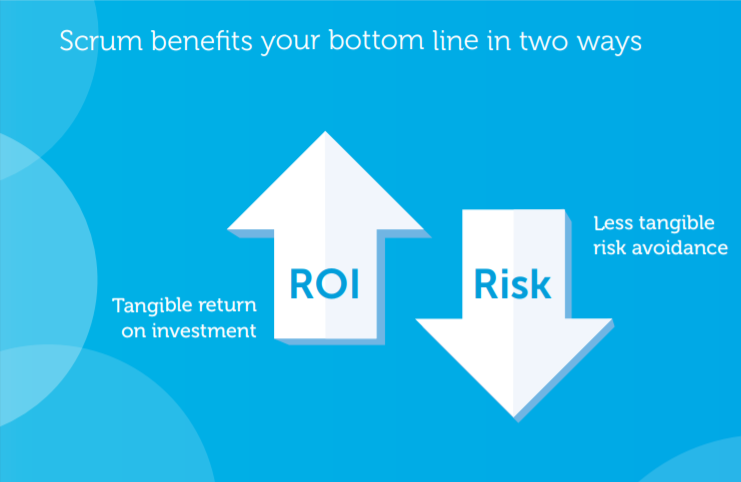 Scrum benefits your bottom line in two ways
Less tangible
risk avoidance
ROI
Risk
Tangible return
on investment